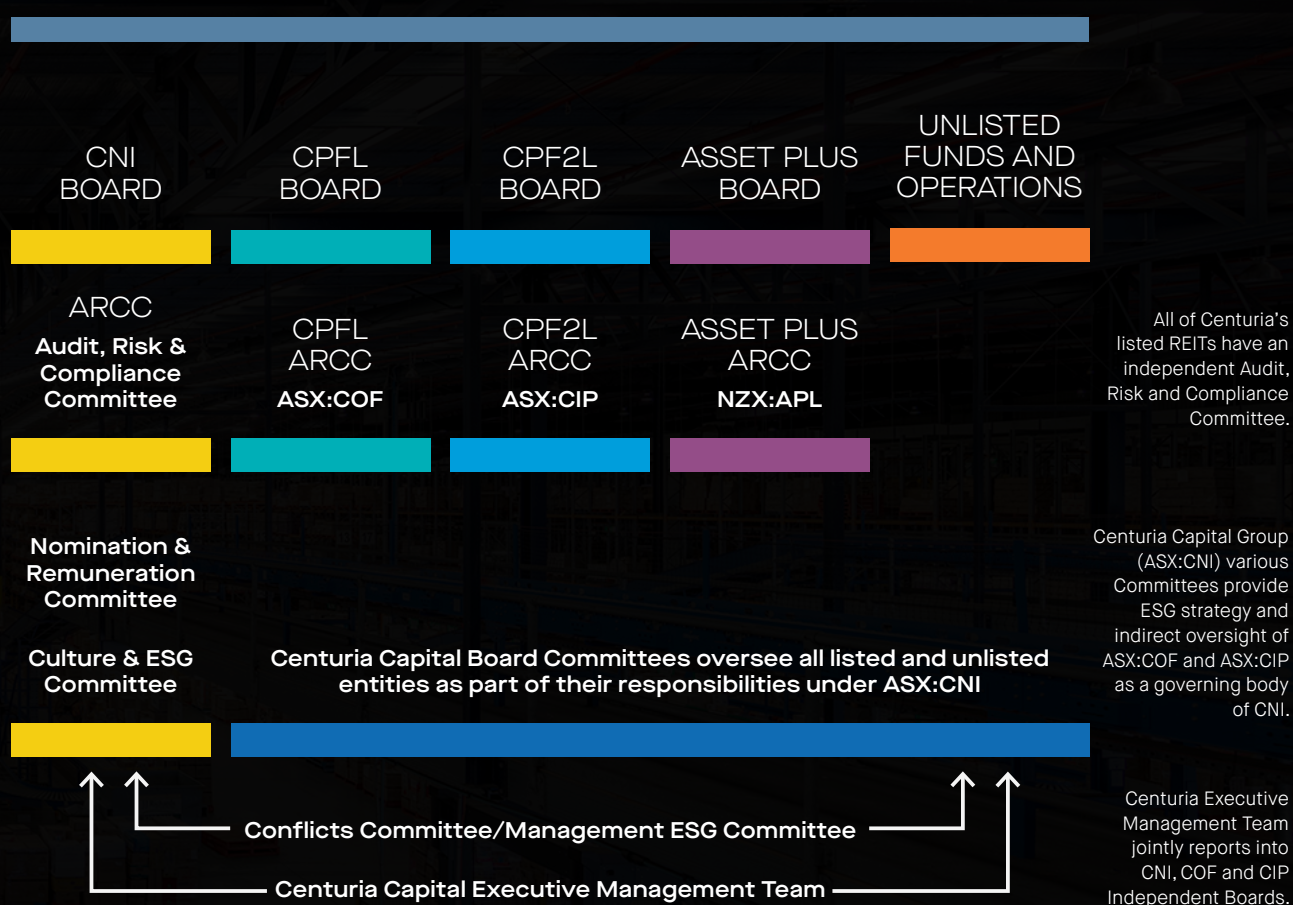 CNI
BOARD
CPFL
BOARD
CPF2L
BOARD
ASSET PLUS
BOARD
UNLISTED
FUNDS AND
OPERATIONS
ARCC
Audit, Risk &
Compliance
Committee
CPFL
ARCC
ASX:COF
CPF2L
ARCC
ASX:CIP
ASSET PLUS
ARCC
NZX:APL
All of Centuria's
listed REITs have an
independent Audit,
Risk and Compliance
Committee.
Nomination &
Remuneration
Committee
Culture & ESG
Committee
Centuria Capital Board Committees oversee all listed and unlisted
entities as part of their responsibilities under ASX:CNI
Centuria Capital Group
(ASX:CNI) various
Committees provide
ESG strategy and
indirect oversight of
ASX:COF and ASX:CIP
as a governing body
of CNI.
Conflicts Committee/Management ESG Committee
Centuria Capital Executive Management Team
Centuria Executive
Management Team
jointly reports into
CNI, COF and CIP
Independent Boards.